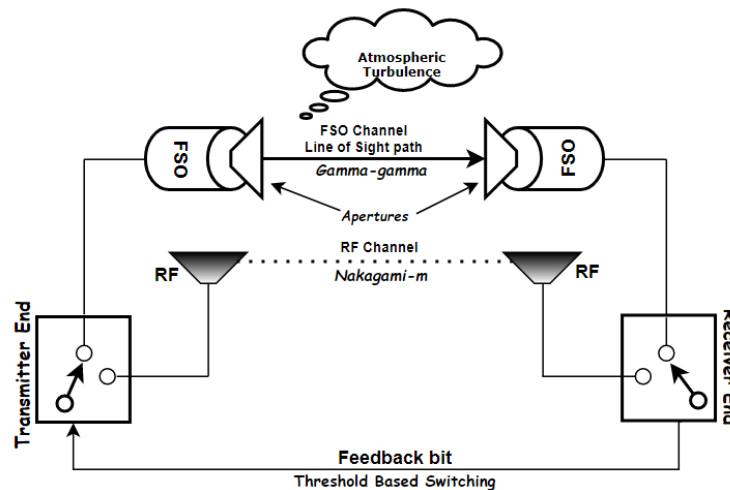 Atmospheric
Turbulence
FSO
FSO Channel
Line of Sight path
Gamma-gamma
FSO
Apertures
RF
RF Channel
Nakagami-m
RF
Transmitter End
Receiver End
Feedback bit
Threshold Based Switching